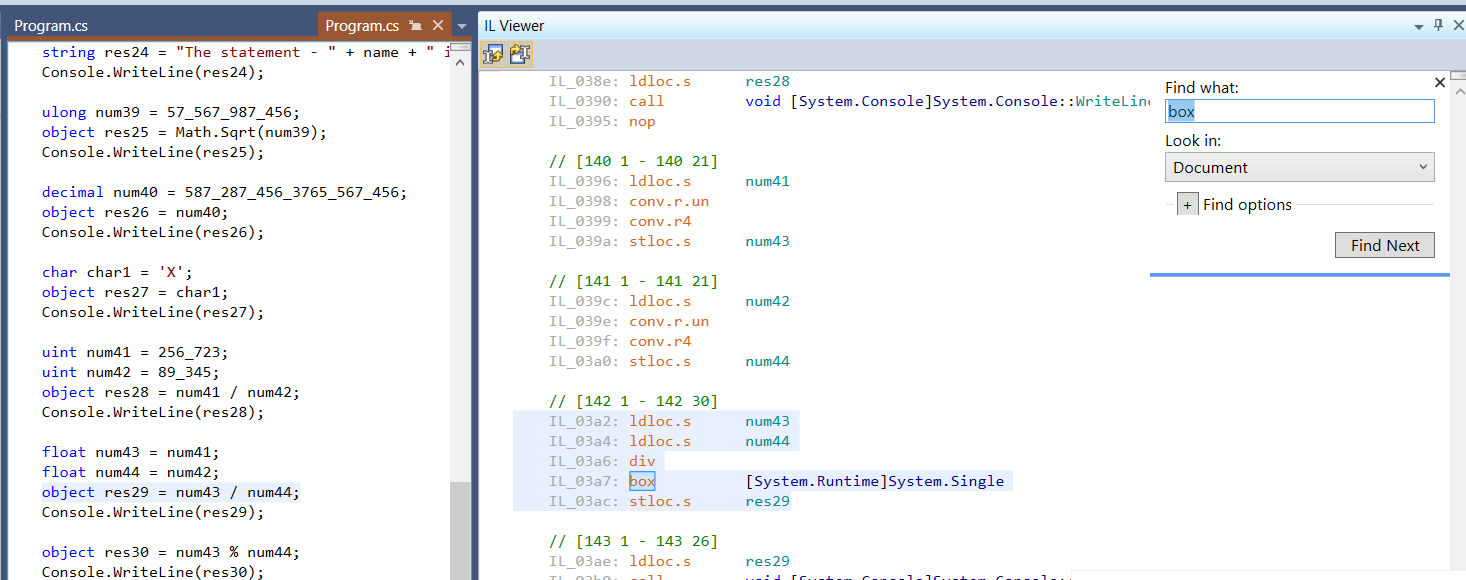 Program.cs
Program.cs
string res24 = "The statement - " + name + " i
Console.WriteLine(res24);
ulong num39 = 57_567_987_456;
object res25 = Math.Sqrt(num39);
Console.WriteLine(res25);
decimal num40 = 587_287_456_3765_567_456;
object res26 = num40;
Console.WriteLine(res26);
char char1 = 'X';
object res27 = char1;
Console.WriteLine(res27);
uint num41 = 256_723;
uint num42 = 89_345;
object res28 = num41 / num42;
Console.WriteLine(res28);
float num43 = num41;
float num44 = num42;
object res29 = num43 / num44;
Console.WriteLine(res29);
object res30 = num43 % num44;
Console.WriteLine(res30);
IL Viewer
IL_038e: ldloc.s res28
IL_0390: call void [System.Console]System.Console::WriteLine
IL_0395: nop
// [140 1 - 140 21]
IL_0396: ldloc.s num41
IL_0398: conv.r.un
IL_0399: conv.r4
IL_039a: stloc.s num43
// [141 1 - 141 21]
IL_039c: ldloc.s num42
IL_039e: conv.r.un
IL_039f: conv.r4
IL_03a0: stloc.s num44
// [142 1 - 142 30]
IL_03a2: ldloc.s num43
IL_03a4: ldloc.s num44
IL_03a6: div
IL_03a7: box [System.Runtime]System.Single
IL_03ac: stloc.s res29
// [143 1 - 143 26]
IL_03ae: ldloc.s res29
Find what:
box
Look in:
Document
+ Find options
Find Next